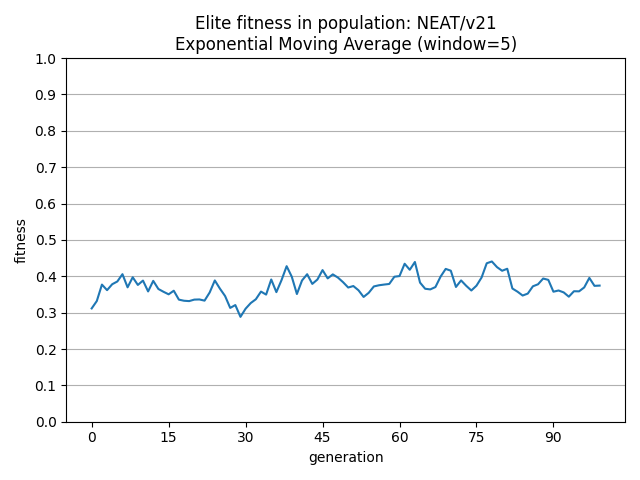 Elite fitness in population: NEAT/v21
Exponential Moving Average (window=5)
1.0
0.9
0.8
0.7
0.6
0.5
0.4
0.3
0.2
0.1
0.0
fitness
0 15 30 45 60 75 90
generation